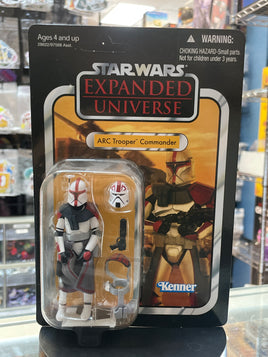 Ages 4 and up
WARNING:
CHOKING HAZARD-Small parts
Not for children under 3 years.
STAR WARS
EXPANDED
UNIVERSE
ARC Trooper Commander
Kenner